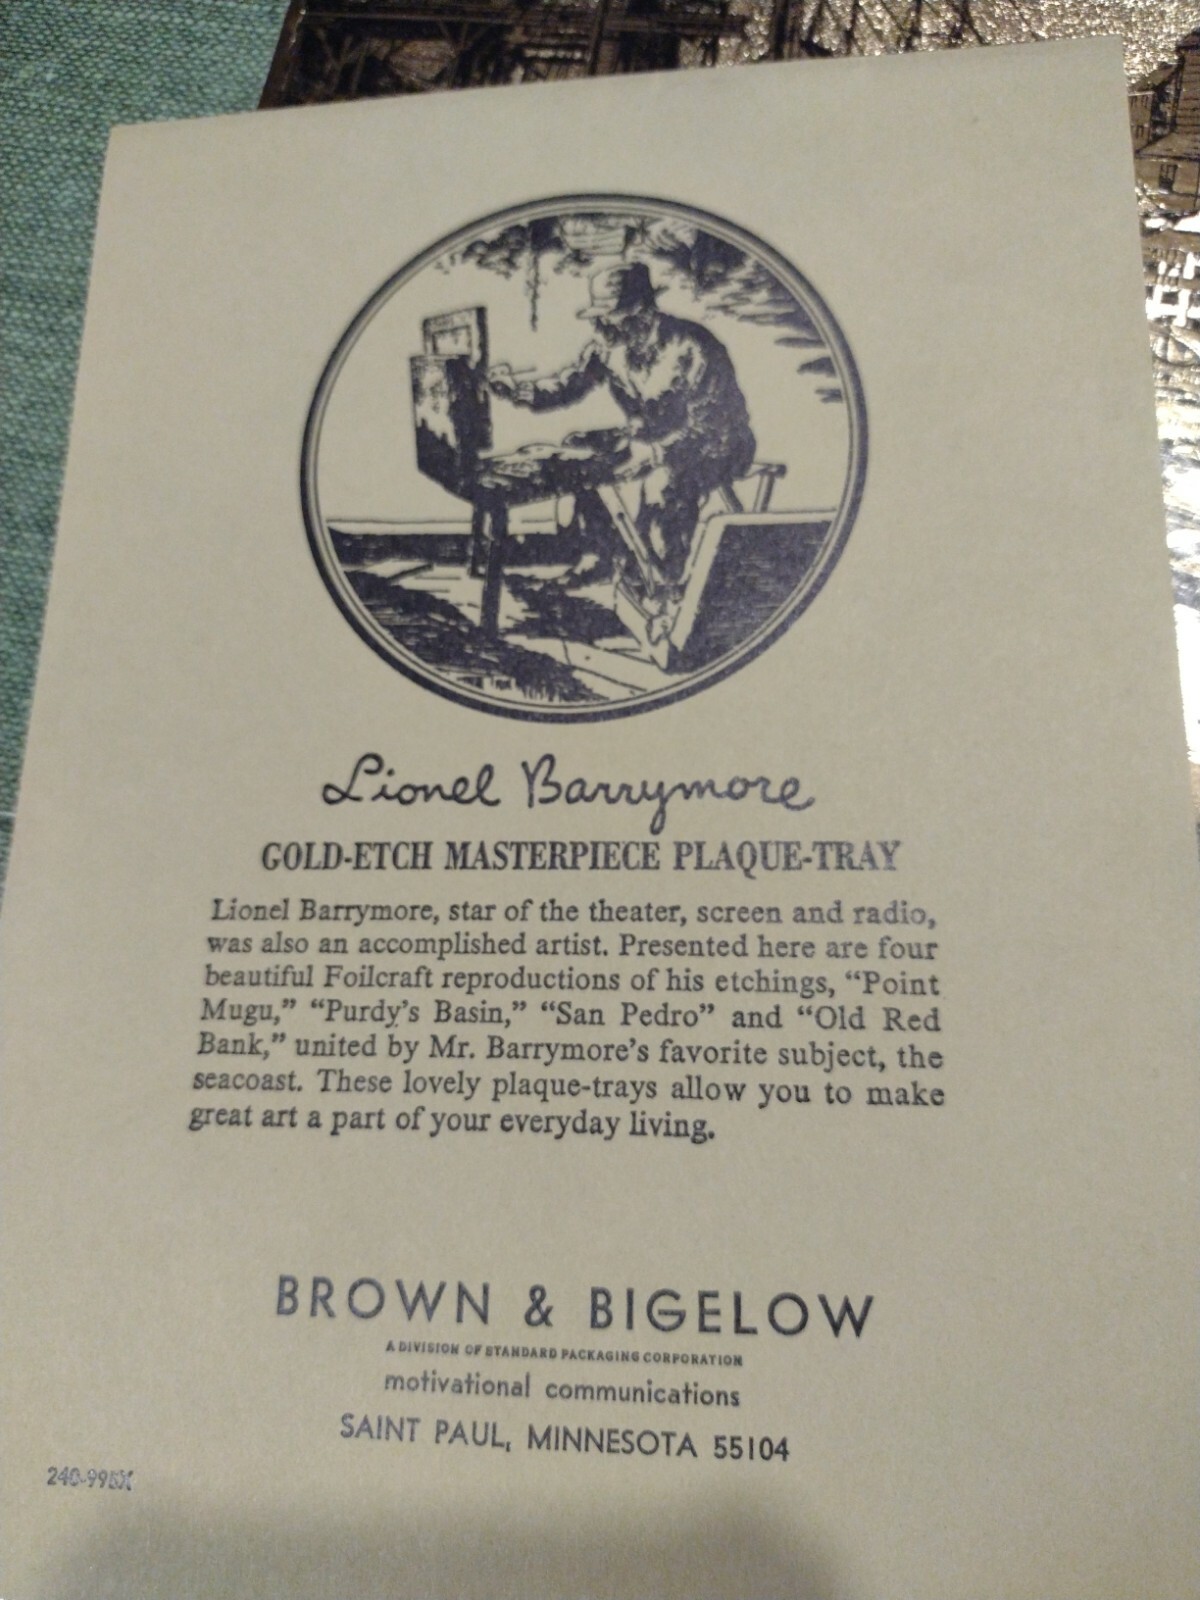 Lionel Barrymore
GOLD-ETCH MASTERPIECE PLAQUE-TRAY
Lionel Barrymore, star of the theater, screen and radio,
was also an accomplished artist. Presented here are four
beautiful Foilcraft reproductions of his etchings, “Point
Mugu,” “Purdy’s Basin,” “San Pedro” and “Old Red
Bank,” united by Mr. Barrymore’s favorite subject, the
seacoast. These lovely plaque-trays allow you to make
great art a part of your everyday living.
BROWN & BIGELOW
A DIVISION OF STANDARD PACKAGING CORPORATION
motivational communications
SAINT PAUL, MINNESOTA 55104